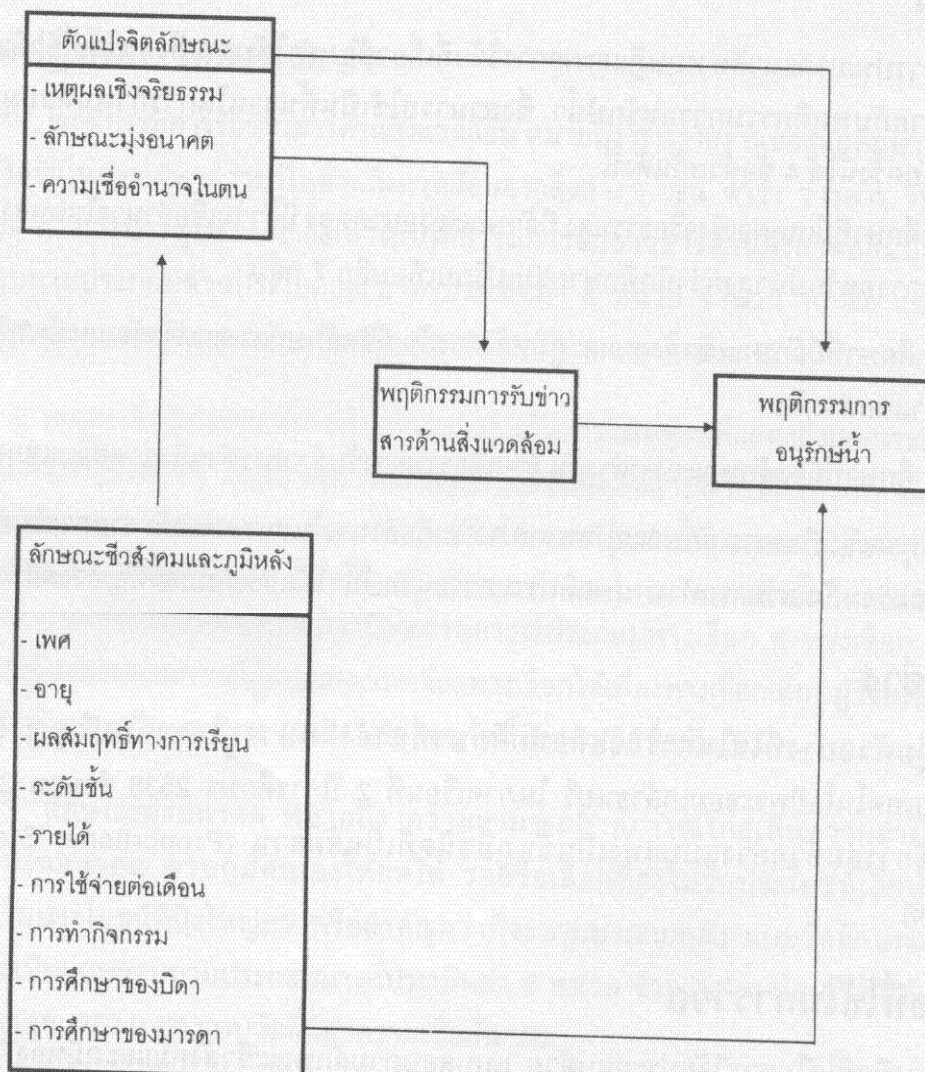 ตัวแปรจิตลักษณะ
- เหตุผลเชิงจริยธรรม
- ลักษณะมุ่งอนาคต
- ความเชื่ออำนาจในตน
พฤติกรรมการรับข่าว
สารด้านสิ่งแวดล้อม
พฤติกรรมการ
อนุรักษ์น้ำ
ลักษณะชีวสังคมและภูมิหลัง
- เพศ
- อายุ
- ผลสัมฤทธิ์ทางการเรียน
- ระดับชั้น
- รายได้
- การใช้จ่ายต่อเดือน
- การทำกิจกรรม
- การศึกษาของบิดา
- การศึกษาของมารดา